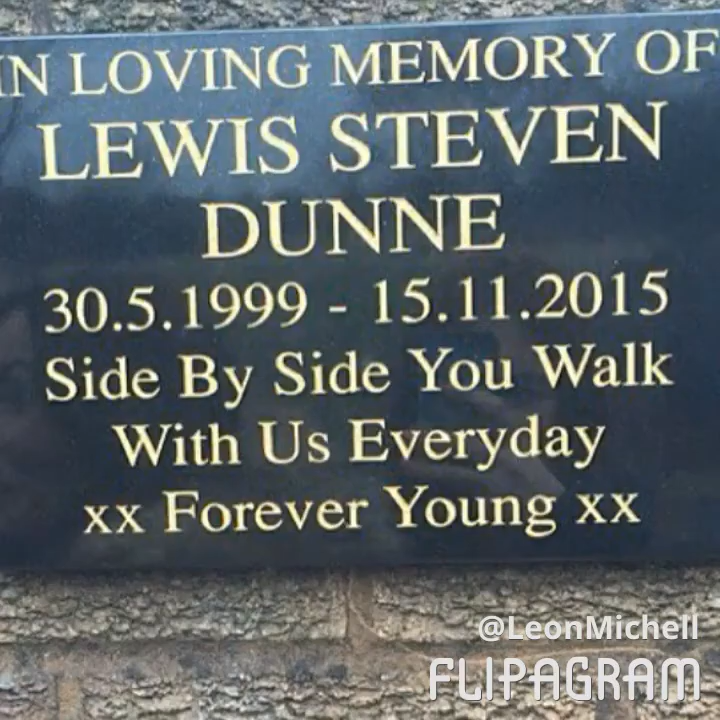 IN LOVING MEMORY OF
LEWIS STEVEN
DUNNE
30.5.1999 - 15.11.2015
Side By Side You Walk
With Us Everyday
xx Forever Young xx
@LeonMichell
FLIPAGRAM